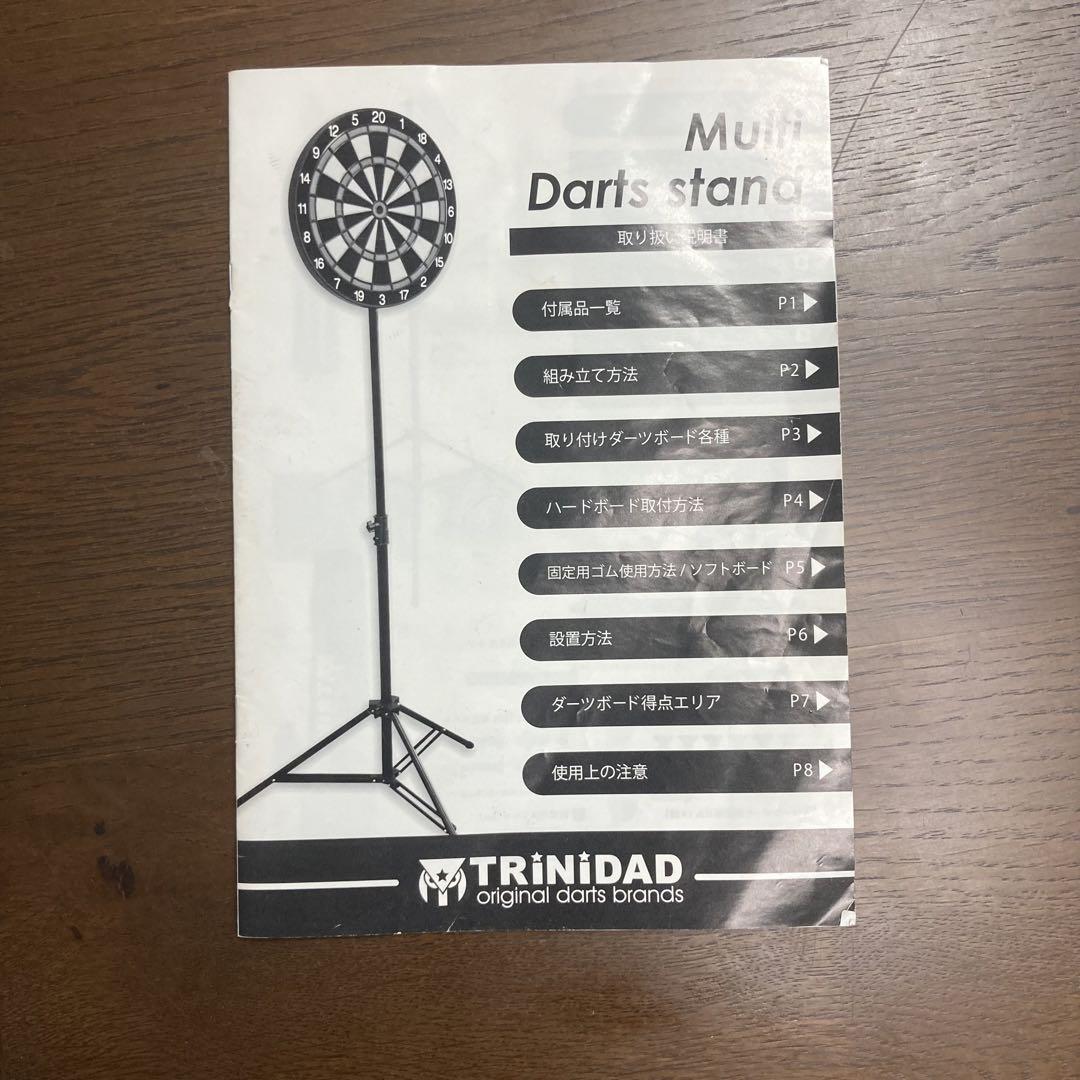 Multi
Darts stand
取り扱い説明書
付属品一覧 P1
組み立て方法 P2
取り付けダーツボード各種 P3
ハードボード取付方法 P4
固定用ゴム使用方法 / ソフトボード P5
設置方法 P6
ダーツボード得点エリア P7
使用上の注意 P8
20 1 18 4 13 6 10 15 2 17 3 19 7 16 8 11 14 9 12 5
TRiNiDAD
original darts brands